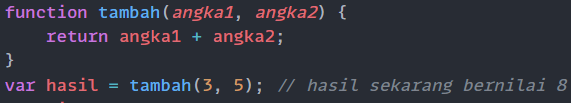 function tambah(angka1, angka2) {
    return angka1 + angka2;
}
var hasil = tambah(3, 5); // hasil sekarang bernilai 8